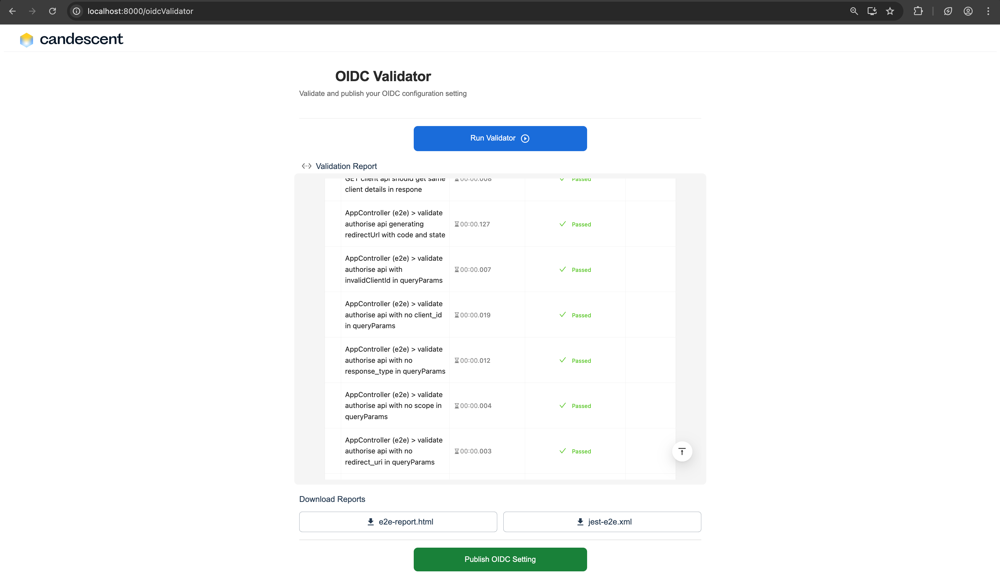 localhost:8000/oidcValidator
candescent
OIDC Validator
Validate and publish your OIDC configuration setting
Run Validator
Validation Report
GET client api should get same
client details in respone
00:00.008
Passed
AppController (e2e) > validate
authorise api generating
redirectUrl with code and state
00:00.127
Passed
AppController (e2e) > validate
authorise api with
invalidClientId in queryParams
00:00.007
Passed
AppController (e2e) > validate
authorise api with no client_id
in queryParams
00:00.019
Passed
AppController (e2e) > validate
authorise api with no
response_type in queryParams
00:00.012
Passed
AppController (e2e) > validate
authorise api with no scope in
queryParams
00:00.004
Passed
AppController (e2e) > validate
authorise api with no
redirect_uri in queryParams
00:00.003
Passed
Download Reports
e2e-report.html
jest-e2e.xml
Publish OIDC Setting